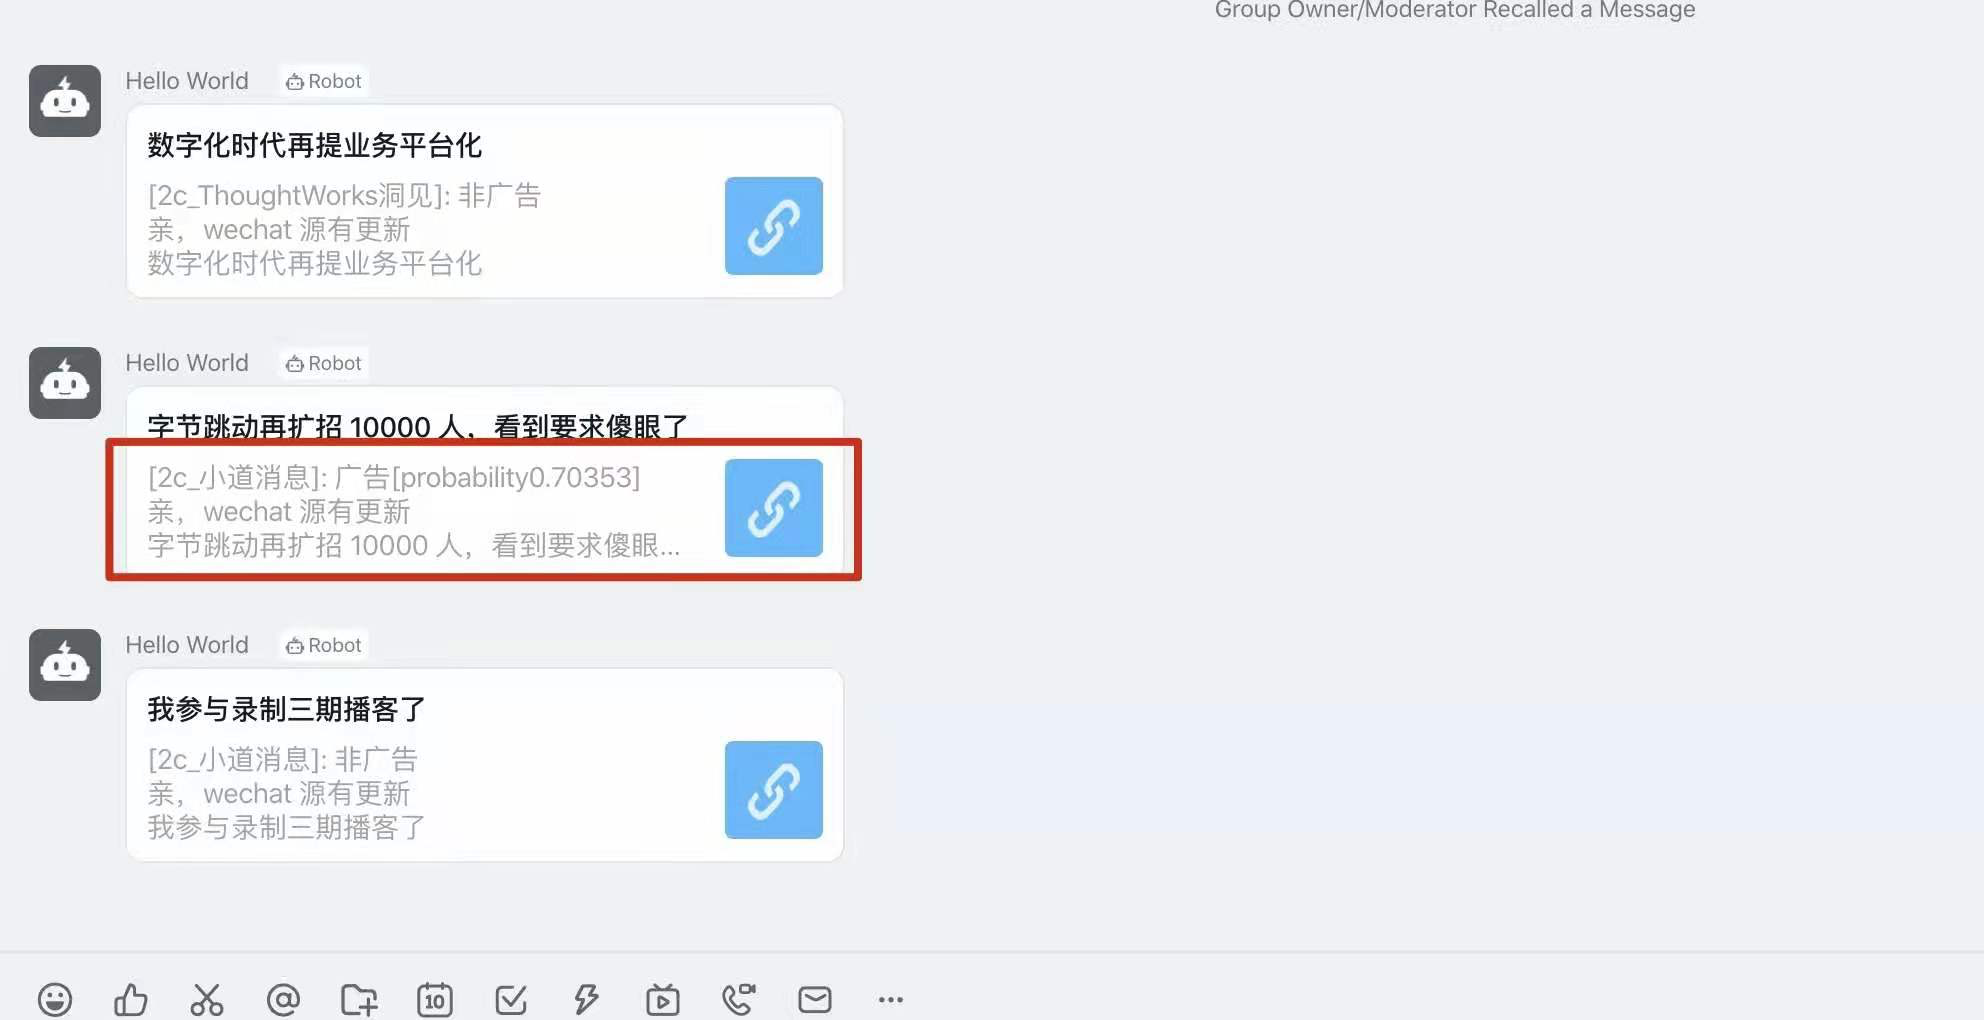 Group Owner/Moderator Recalled a Message
Hello World Robot
数字化时代再提业务平台化
[2c_ThoughtWorks洞见]: 非广告
亲，wechat 源有更新
数字化时代再提业务平台化
Hello World Robot
字节跳动再扩招 10000 人，看到要求傻眼了
[2c_小道消息]: 广告[probability0.70353]
亲，wechat 源有更新
字节跳动再扩招 10000 人，看到要求傻眼...
Hello World Robot
我参与录制三期播客了
[2c_小道消息]: 非广告
亲，wechat 源有更新
我参与录制三期播客了
10